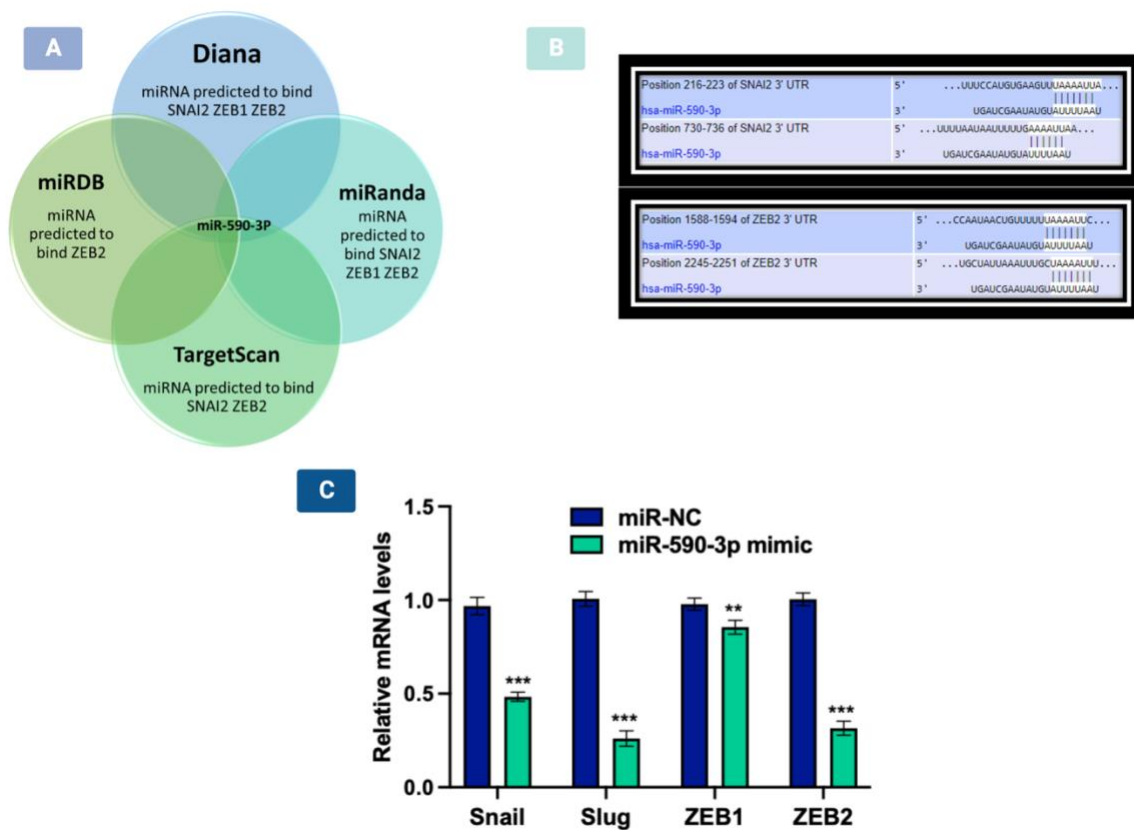 A
Diana
miRNA predicted to bind
SNAI2 ZEB1 ZEB2
miRDB
miRNA
predicted to
bind ZEB2
miR-590-3P
miRanda
miRNA
predicted to
bind SNAI2
ZEB1 ZEB2
TargetScan
miRNA predicted to bind
SNAI2 ZEB2
B
Position 216-223 of SNAI2 3' UTR 5' ...UUUCCAUGUGAAGUUUAAAAUUA...
hsa-miR-590-3p 3' UGAUCGAAUAUGUAUUUUAAU
Position 730-736 of SNAI2 3' UTR 5' ...UUUUAAUAAUUUUUGAAAAUUAA...
hsa-miR-590-3p 3' UGAUCGAAUAUGUAUUUUAAU
Position 1588-1594 of ZEB2 3' UTR 5' ...CCAAUAACUGUUUUUUAAAAUUC...
hsa-miR-590-3p 3' UGAUCGAAUAUGUAUUUUAAU
Position 2245-2251 of ZEB2 3' UTR 5' ...UGCUAUUAAAUUUGCUAAAAUUU...
hsa-miR-590-3p 3' UGAUCGAAUAUGUAUUUUAAU
C
Relative mRNA levels
1.5
1.0
0.5
0.0
miR-NC
miR-590-3p mimic
***
***
**
***
Snail Slug ZEB1 ZEB2